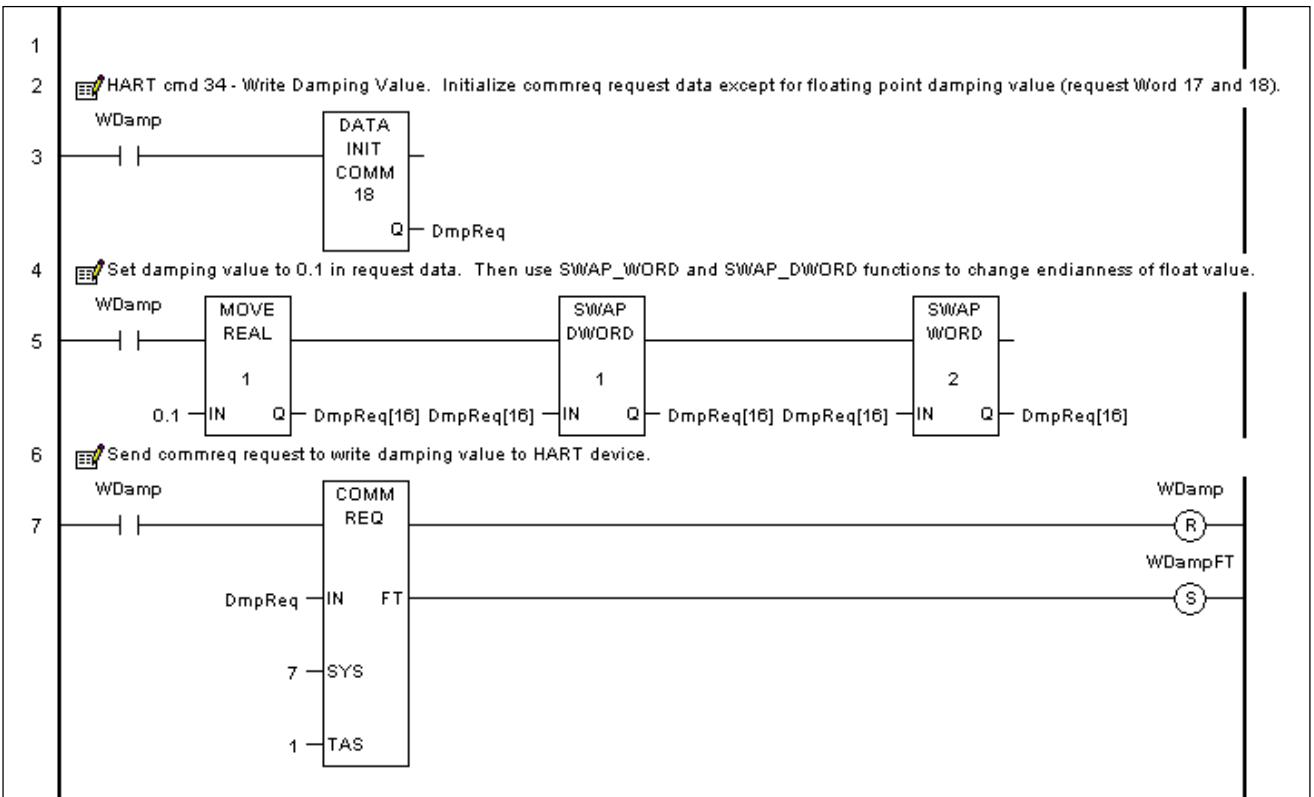 1
2 HART cmd 34 - Write Damping Value. Initialize commreq request data except for floating point damping value (request Word 17 and 18).
WDamp
DATA
INIT
COMM
18
3
Q DmpReq
4 Set damping value to 0.1 in request data. Then use SWAP_WORD and SWAP_DWORD functions to change endianness of float value.
WDamp MOVE SWAP SWAP
REAL DWORD WORD
5
1 1 2
0.1 IN Q DmpReq[16] DmpReq[16] IN Q DmpReq[16] DmpReq[16] IN Q DmpReq[16]
6 Send commreq request to write damping value to HART device.
WDamp COMM WDamp
7 REQ R
WDampFT
DmpReq IN FT S
7 SYS
1 TAS